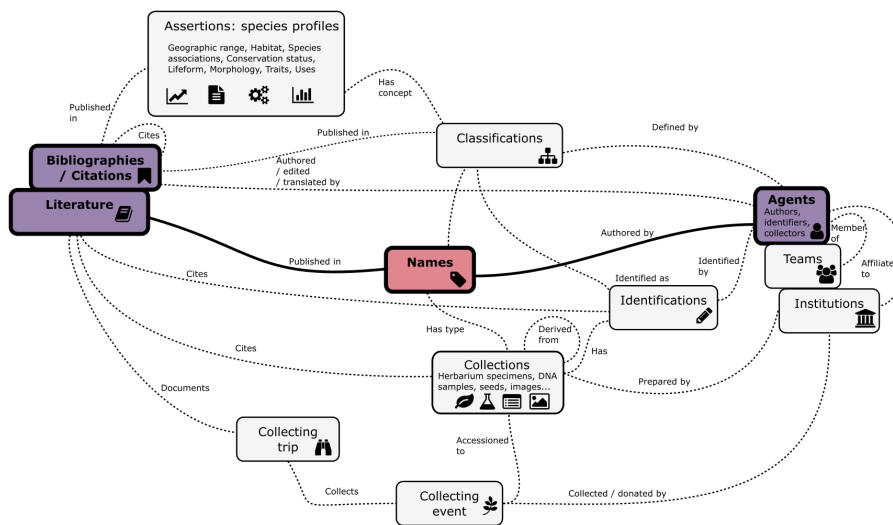 Assertions: species profiles
Geographic range, Habitat, Species
associations, Conservation status,
Lifeform, Morphology, Traits, Uses
Has
concept
Published
in
Cites
Published in
Classifications
Defined by
Bibliographies
/ Citations
Authored
/ edited
/ translated by
Literature
Agents
Authors,
identifiers,
collectors
Member
of
Teams
Affiliate
to
Institutions
Published in
Names
Authored by
Identified
by
Cites
Identified as
Identifications
Has type
Derived
from
Has
Cites
Collections
Herbarium specimens, DNA
samples, seeds, images...
Prepared by
Documents
Collecting
trip
Accessioned
to
Collects
Collecting
event
Collected / donated by